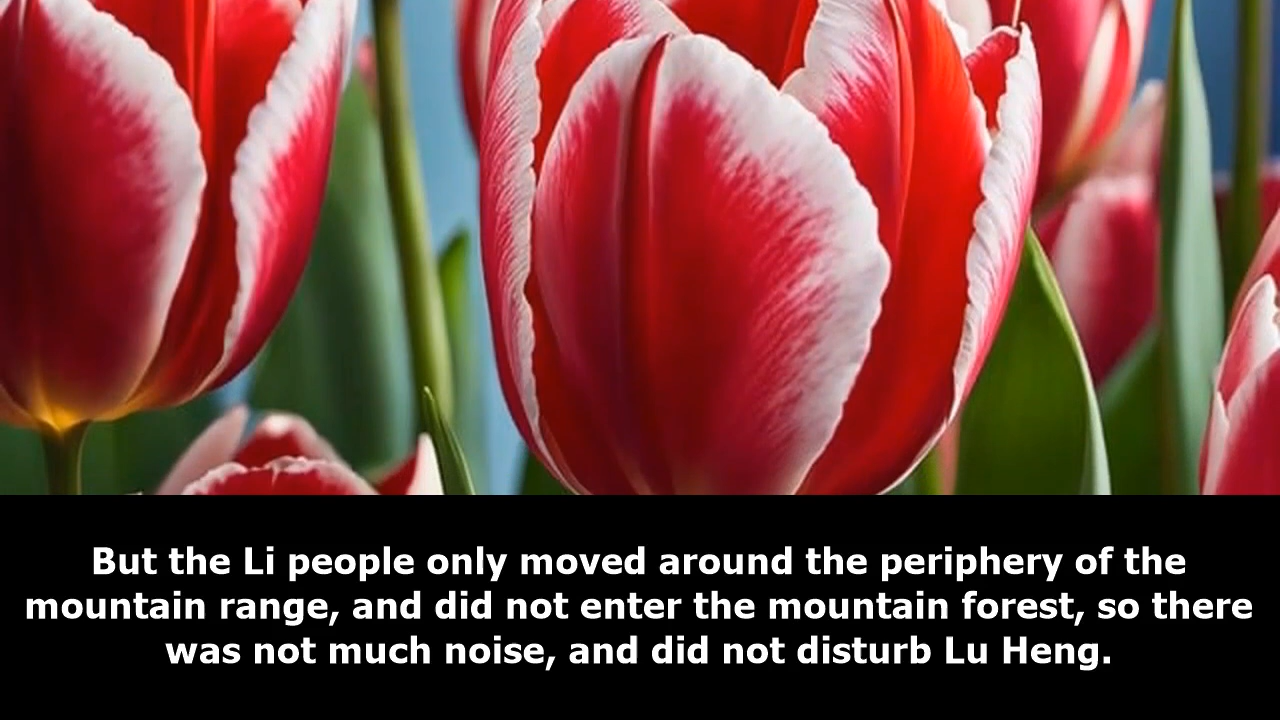 But the Li people only moved around the periphery of the
mountain range, and did not enter the mountain forest, so there
was not much noise, and did not disturb Lu Heng.